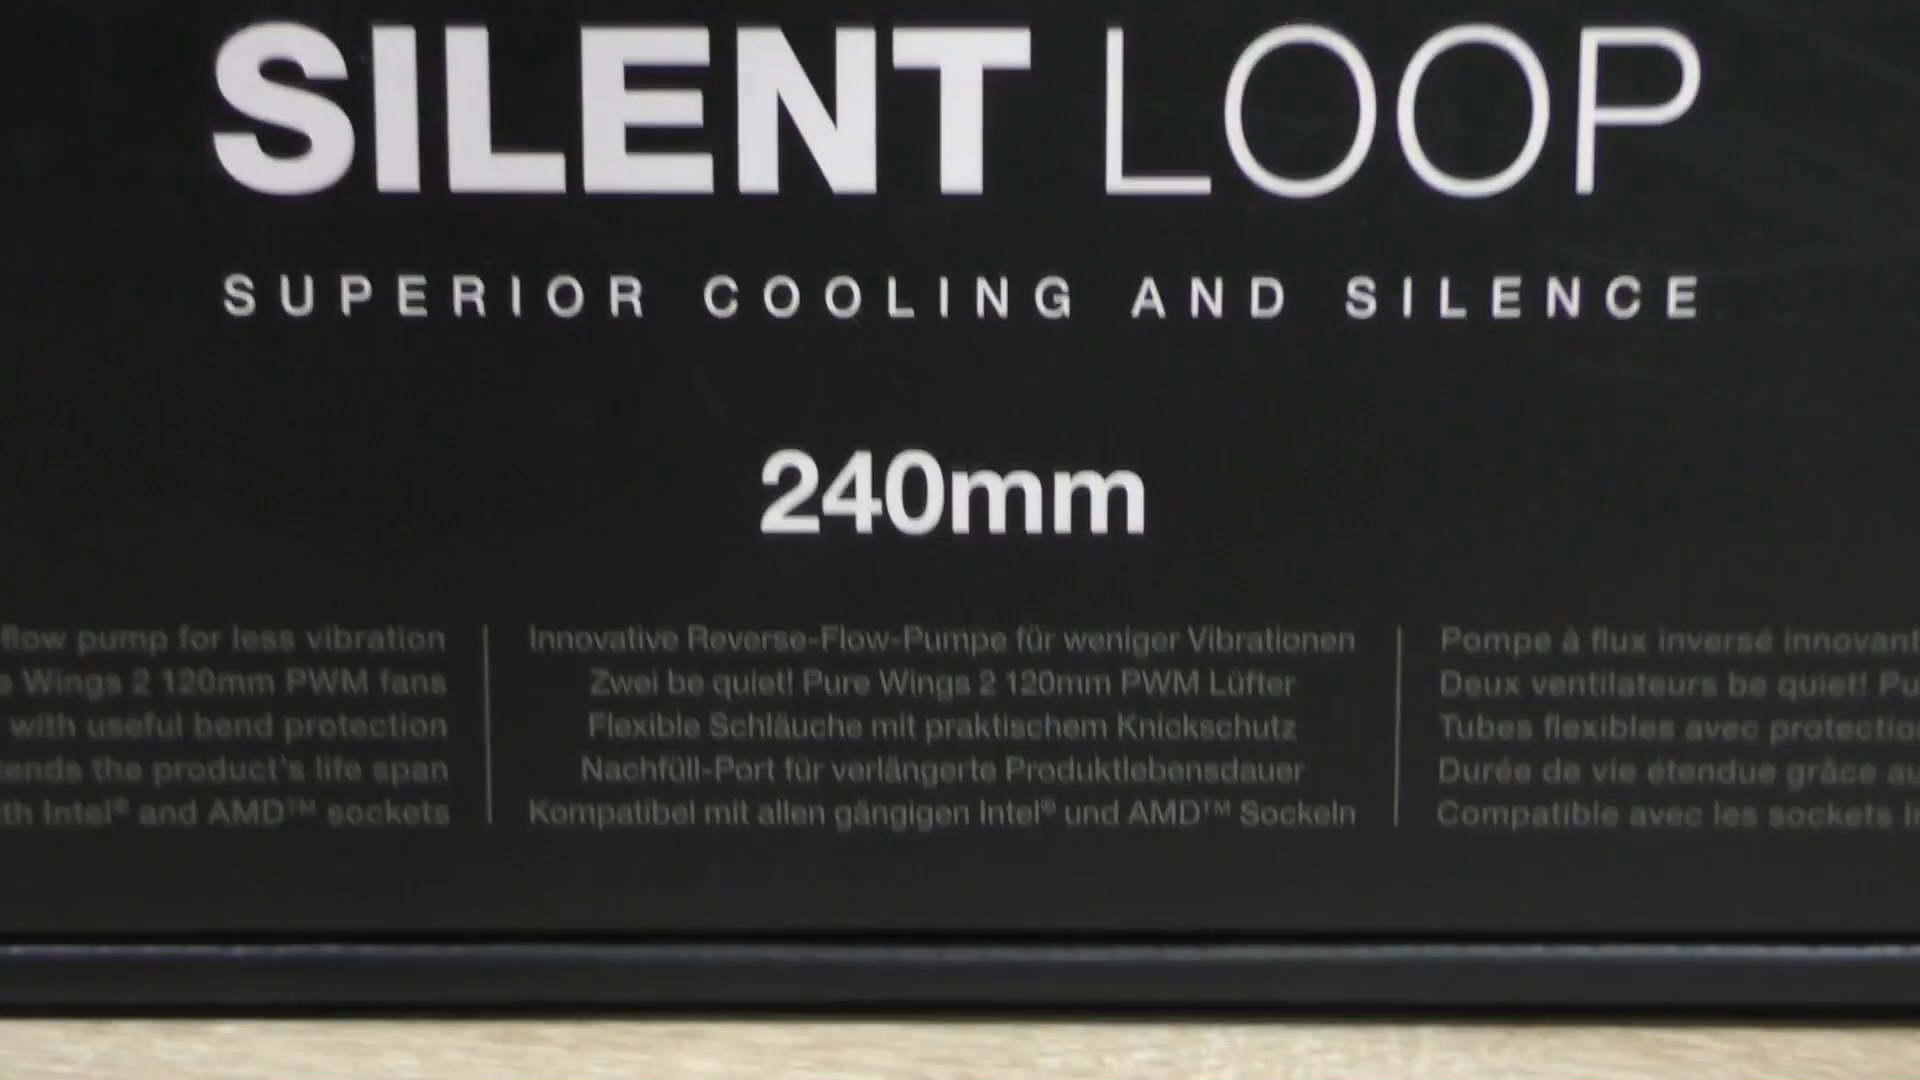 SILENT LOOP
SUPERIOR COOLING AND SILENCE
240mm
flow pump for less vibration
Wings 2 120mm PWM fans
with useful bend protection
the product's life span
Intel® and AMD™ sockets
Innovative Reverse-Flow-Pumpe für weniger Vibrationen
Zwei be quiet! Pure Wings 2 120mm PWM Lüfter
Flexible Schläuche mit praktischem Knickschutz
Nachfüll-Port für verlängerte Produktlebensdauer
Kompatibel mit allen gängigen Intel® und AMD™ Sockeln
Pompe à flux inversé innovant
Deux ventilateurs be quiet!
Tubes flexibles avec
Durée de vie étendue grâce
Compatible avec les sockets